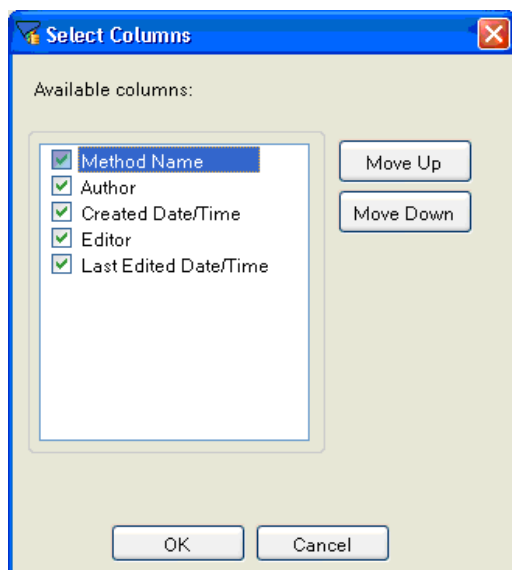 Select Columns
Available columns:
Method Name
Author
Created Date/Time
Editor
Last Edited Date/Time
Move Up
Move Down
OK
Cancel